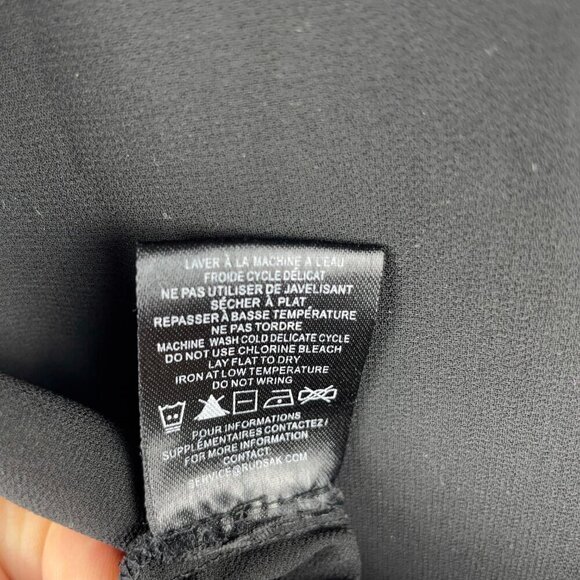 LAVER À LA MACHINE A L'EAU
FROIDE CYCLE DÉLICAT
NE PAS UTILISER DE JAVELISANT
SÉCHER À PLAT
REPASSER À BASSE TEMPÉRATURE
NE PAS TORDRE
MACHINE WASH COLD DELICATE CYCLE
DO NOT USE CHLORINE BLEACH
LAY FLAT TO DRY
IRON AT LOW TEMPERATURE
DO NOT WRING
POUR INFORMATIONS
SUPPLÉMENTAIRES CONTACTEZ /
FOR MORE INFORMATION
CONTACT:
SERVICE@RUDSAK.COM